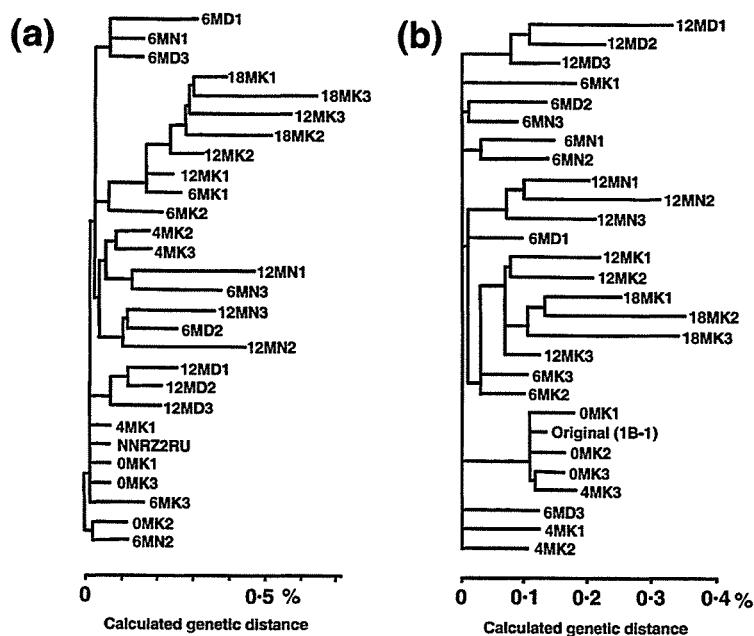 (a)
6MD1
6MN1
6MD3
18MK1
18MK3
12MK3
18MK2
12MK2
12MK1
6MK1
6MK2
4MK2
4MK3
12MN1
6MN3
12MN3
6MD2
12MN2
12MD1
12MD2
12MD3
4MK1
NNRZ2RU
0MK1
0MK3
6MK3
0MK2
6MN2
0 0·5 %
Calculated genetic distance
(b)
12MD1
12MD2
12MD3
6MK1
6MD2
6MN3
6MN1
6MN2
12MN1
12MN2
12MN3
6MD1
12MK1
12MK2
18MK1
18MK2
18MK3
12MK3
6MK3
6MK2
0MK1
Original (1B-1)
0MK2
0MK3
4MK3
6MD3
4MK1
4MK2
0 0·1 0·2 0·3 0·4 %
Calculated genetic distance